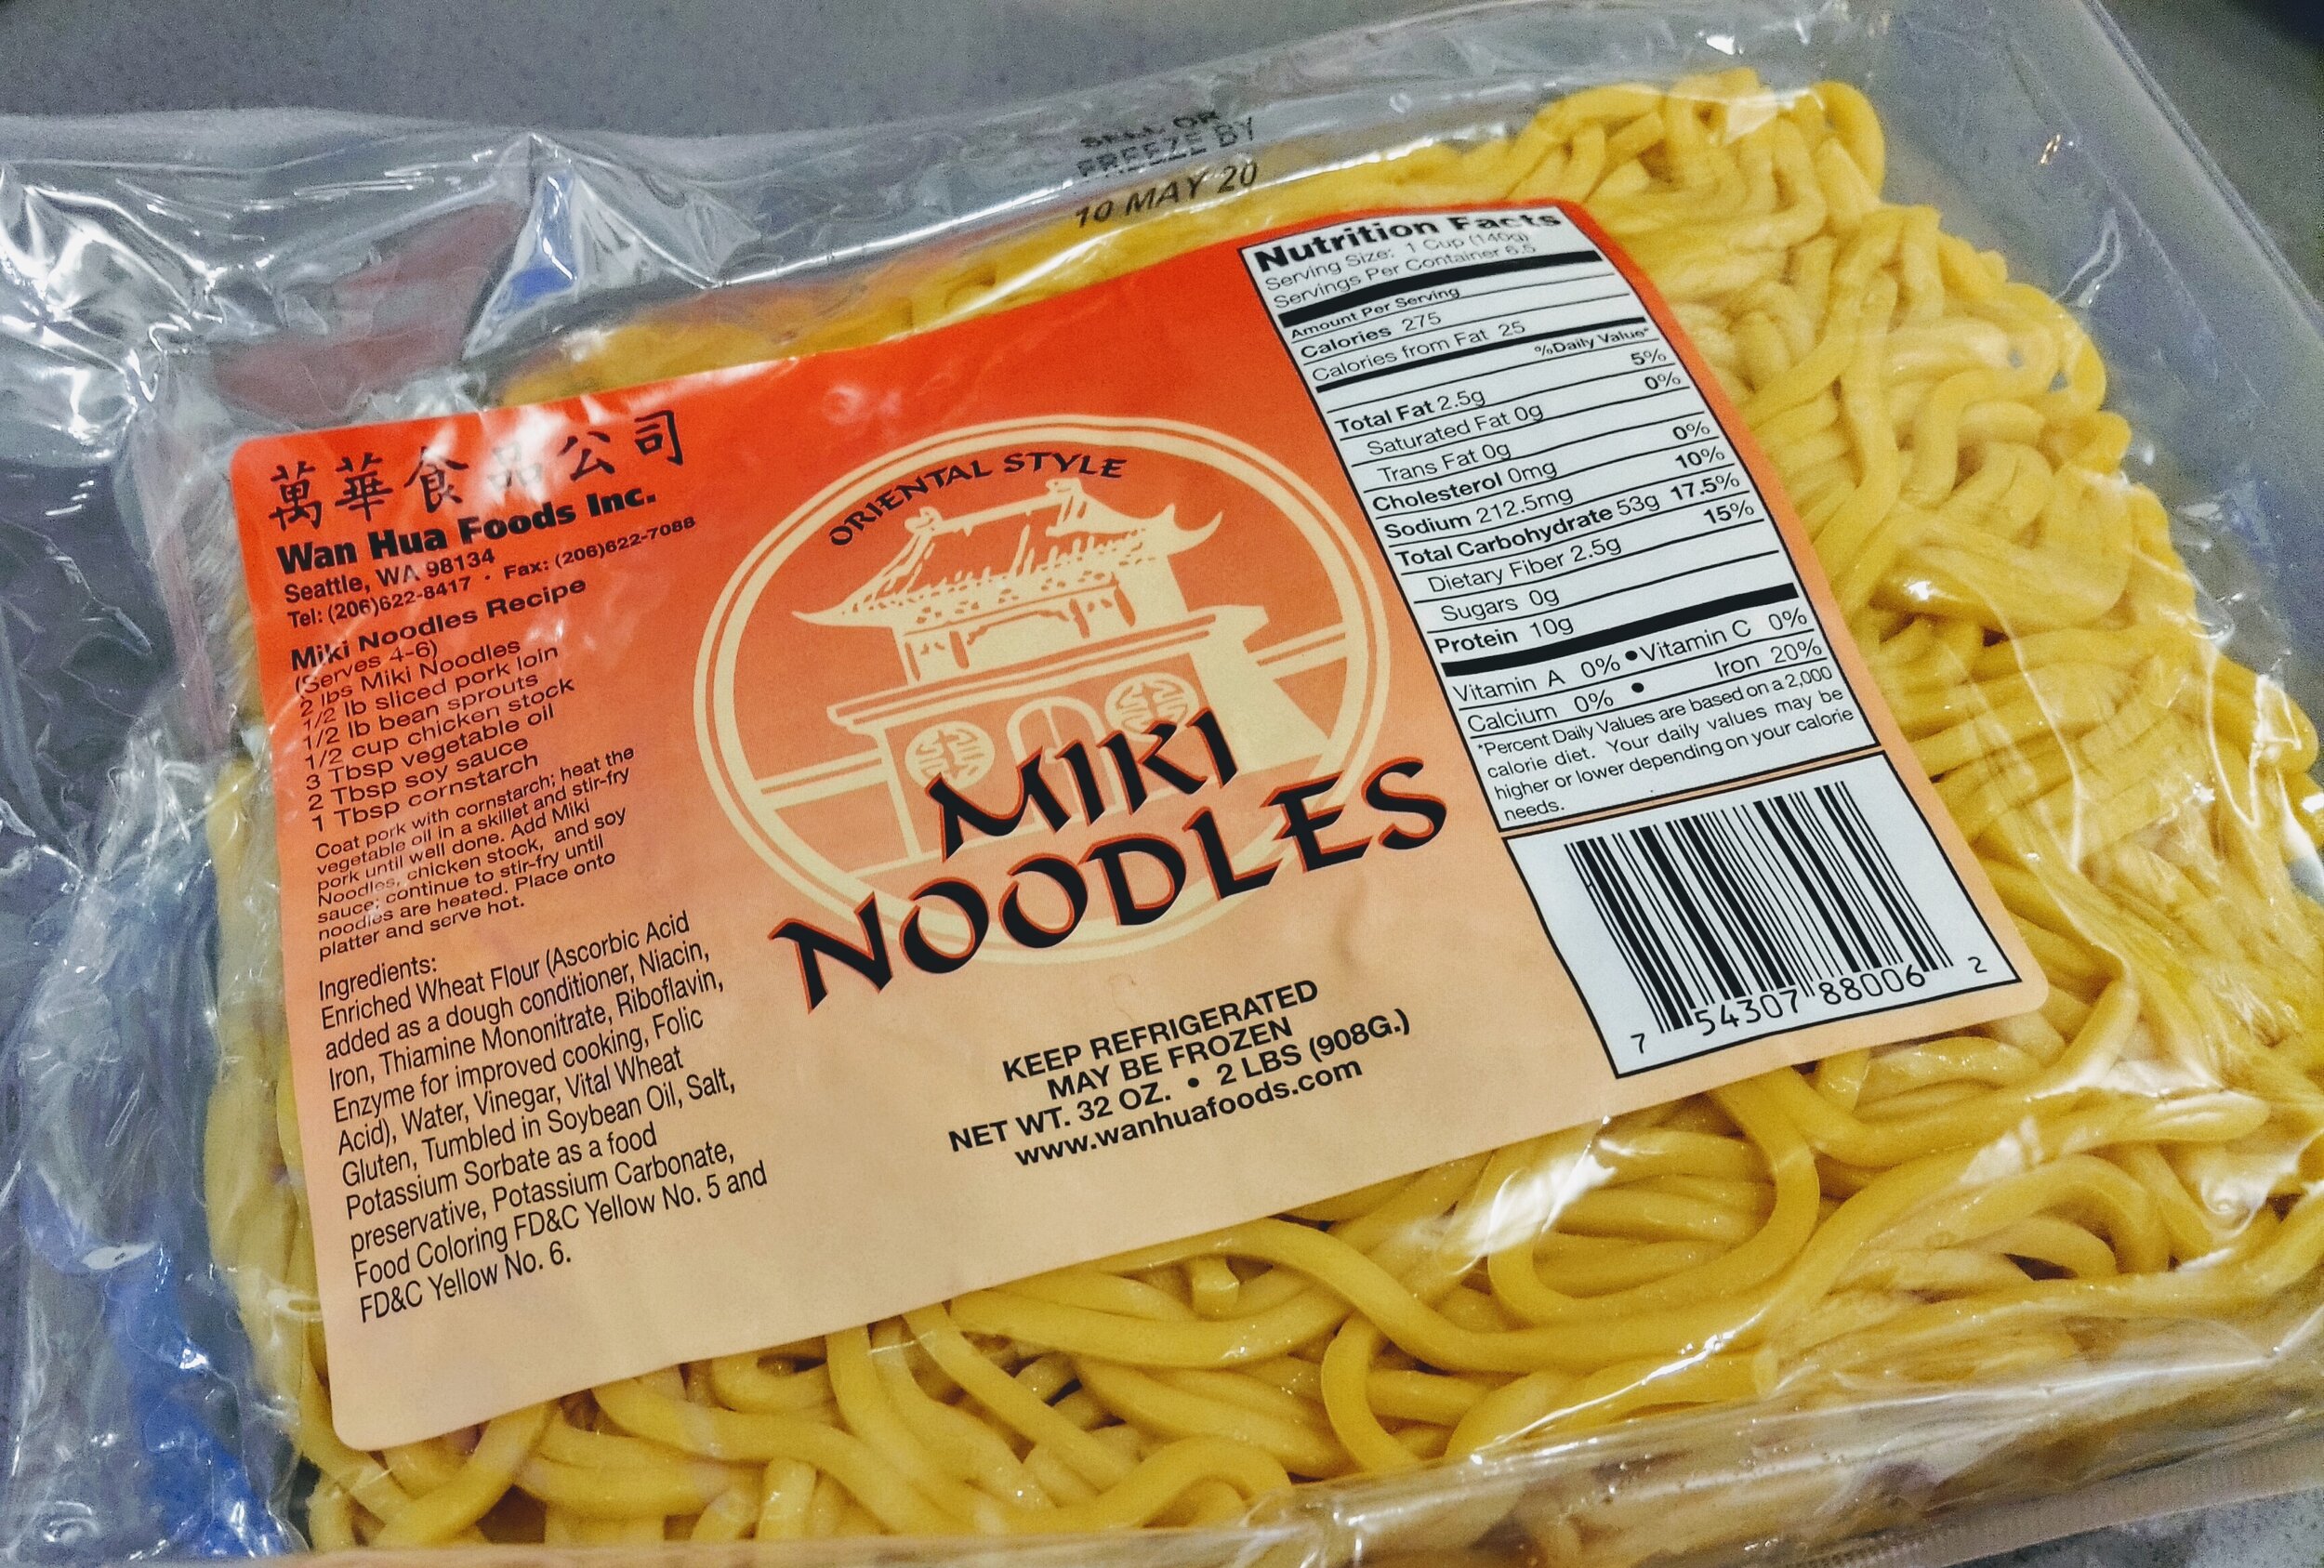 SELL OR
FREEZE BY
10 MAY 20
萬華食品公司
Wan Hua Foods Inc.
Seattle, WA 98134
Tel: (206)622-8417 · Fax: (206)622-7088
Miki Noodles Recipe
(Serves 4-6)
2 lbs Miki Noodles
1/2 lb sliced pork loin
1/2 lb bean sprouts
1/2 cup chicken stock
3 Tbsp vegetable oil
2 Tbsp soy sauce
1 Tbsp cornstarch
Coat pork with cornstarch; heat the
vegetable oil in a skillet and stir-fry
pork until well done. Add Miki
Noodles, chicken stock, and soy
sauce; continue to stir-fry until
noodles are heated. Place onto
platter and serve hot.
Ingredients:
Enriched Wheat Flour (Ascorbic Acid
added as a dough conditioner, Niacin,
Iron, Thiamine Mononitrate, Riboflavin,
Enzyme for improved cooking, Folic
Acid), Water, Vinegar, Vital Wheat
Gluten, Tumbled in Soybean Oil, Salt,
Potassium Sorbate as a food
preservative, Potassium Carbonate,
Food Coloring FD&C Yellow No. 5 and
FD&C Yellow No. 6.
ORIENTAL STYLE
MIKI
NOODLES
KEEP REFRIGERATED
MAY BE FROZEN
NET WT. 32 OZ. • 2 LBS (908G.)
www.wanhuafoods.com
Nutrition Facts
Serving Size: 1 Cup (140g)
Servings Per Container 6.5
Amount Per Serving
Calories 275
Calories from Fat 25
%Daily Value*
Total Fat 2.5g 5%
Saturated Fat 0g 0%
Trans Fat 0g
Cholesterol 0mg 0%
Sodium 212.5mg 10%
Total Carbohydrate 53g 17.5%
Dietary Fiber 2.5g 15%
Sugars 0g
Protein 10g
Vitamin A 0% • Vitamin C 0%
Calcium 0% • Iron 20%
*Percent Daily Values are based on a 2,000
calorie diet. Your daily values may be
higher or lower depending on your calorie
needs.
7 54307 88006 2